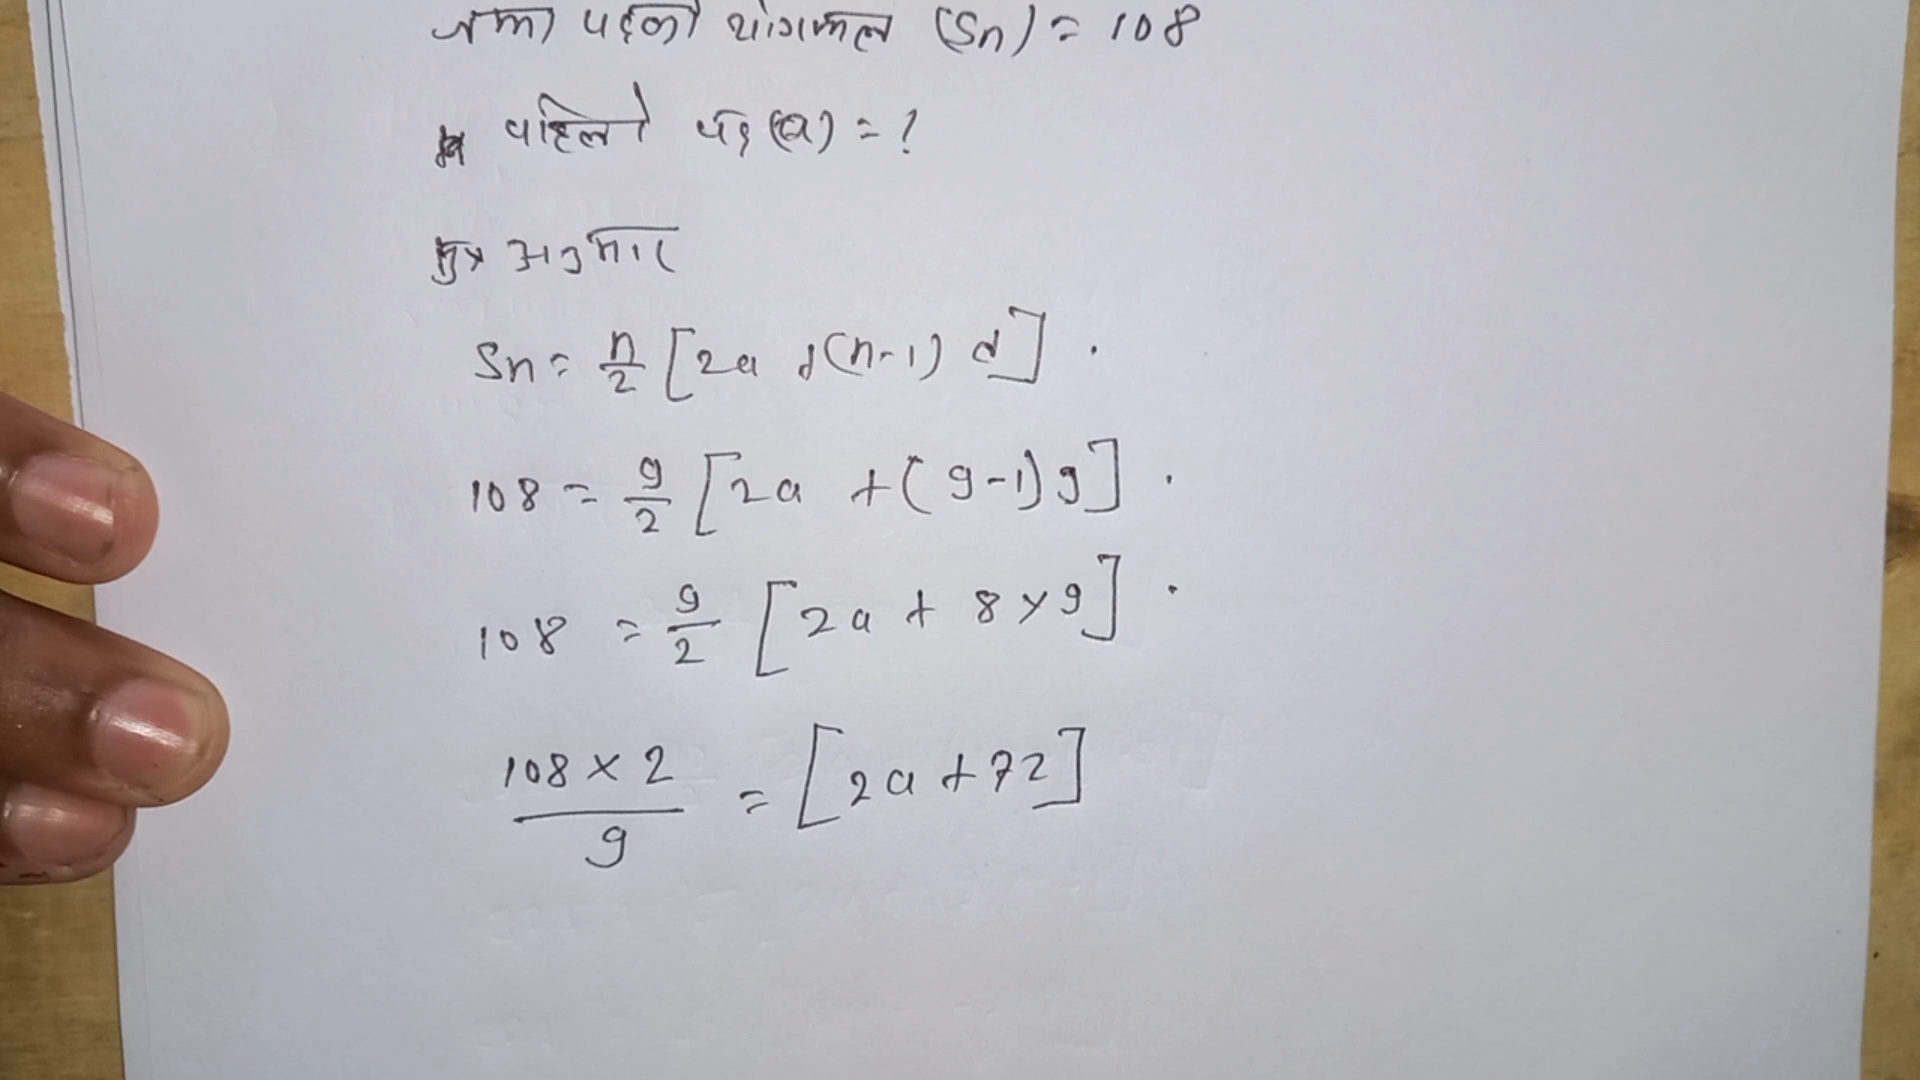 पदको योगफल (Sn) = 108
पहिलो पद (a) = ?
सूत्र अनुसार
Sn = n/2 [2a + (n-1) d] .
108 = 9/2 [2a + (9-1) 9] .
108 = 9/2 [2a + 8 × 9] .
108 × 2 / 9 = [2a + 72]